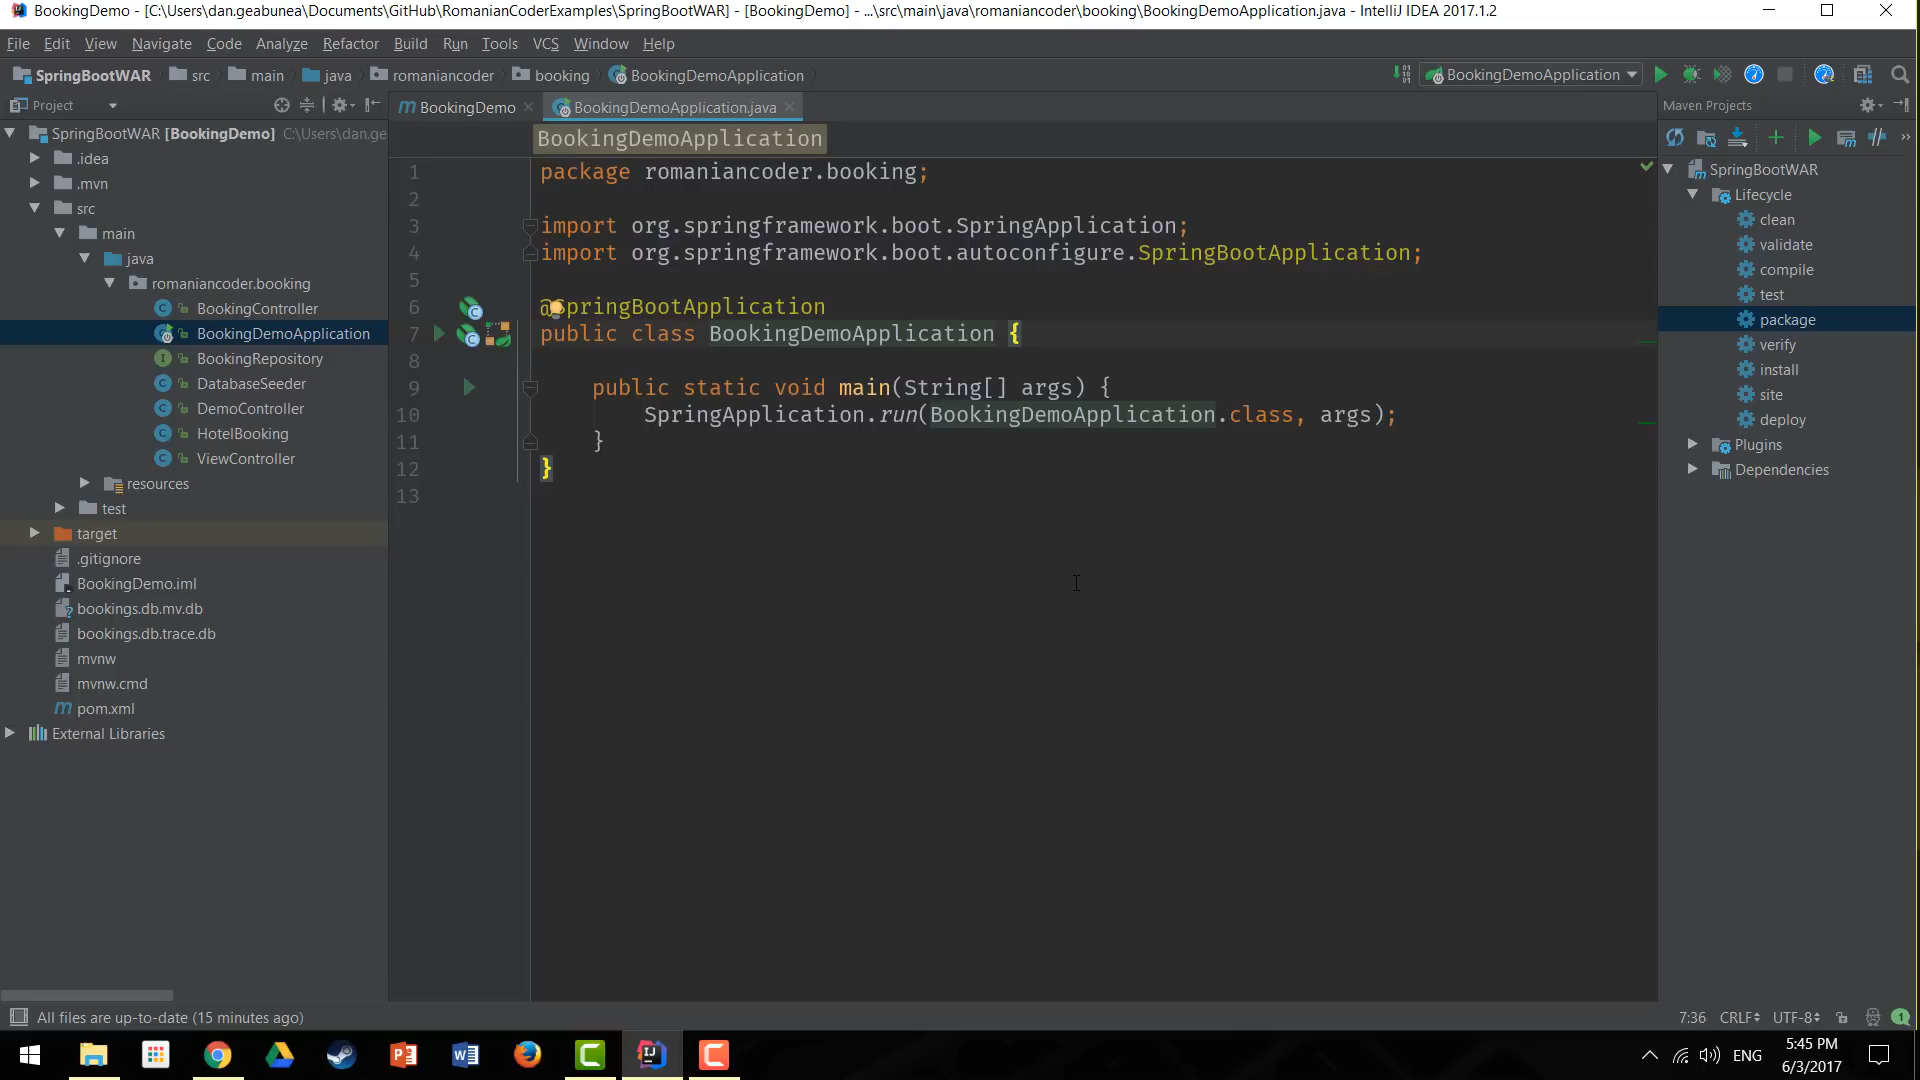 BookingDemo - [C:\Users\dan.geabunea\Documents\GitHub\RomanianCoderExamples\SpringBootWAR] - [BookingDemo] - ...\src\main\java\romaniancoder\booking\BookingDemoApplication.java - IntelliJ IDEA 2017.1.2
File Edit View Navigate Code Analyze Refactor Build Run Tools VCS Window Help
SpringBootWAR src main java romaniancoder booking BookingDemoApplication BookingDemoApplication
Project BookingDemo BookingDemoApplication.java Maven Projects
SpringBootWAR [BookingDemo] C:\Users\dan.ge
.idea
.mvn
src
main
java
romaniancoder.booking
BookingController
BookingDemoApplication
BookingRepository
DatabaseSeeder
DemoController
HotelBooking
ViewController
resources
test
target
.gitignore
BookingDemo.iml
bookings.db.mv.db
bookings.db.trace.db
mvnw
mvnw.cmd
pom.xml
External Libraries
BookingDemoApplication
1 package romaniancoder.booking;
2
3 import org.springframework.boot.SpringApplication;
4 import org.springframework.boot.autoconfigure.SpringBootApplication;
5
6 @SpringBootApplication
7 public class BookingDemoApplication {
8
9 public static void main(String[] args) {
10 SpringApplication.run(BookingDemoApplication.class, args);
11 }
12 }
13
SpringBootWAR
Lifecycle
clean
validate
compile
test
package
verify
install
site
deploy
Plugins
Dependencies
All files are up-to-date (15 minutes ago) 7:36 CRLF UTF-8 1
ENG 5:45 PM
6/3/2017